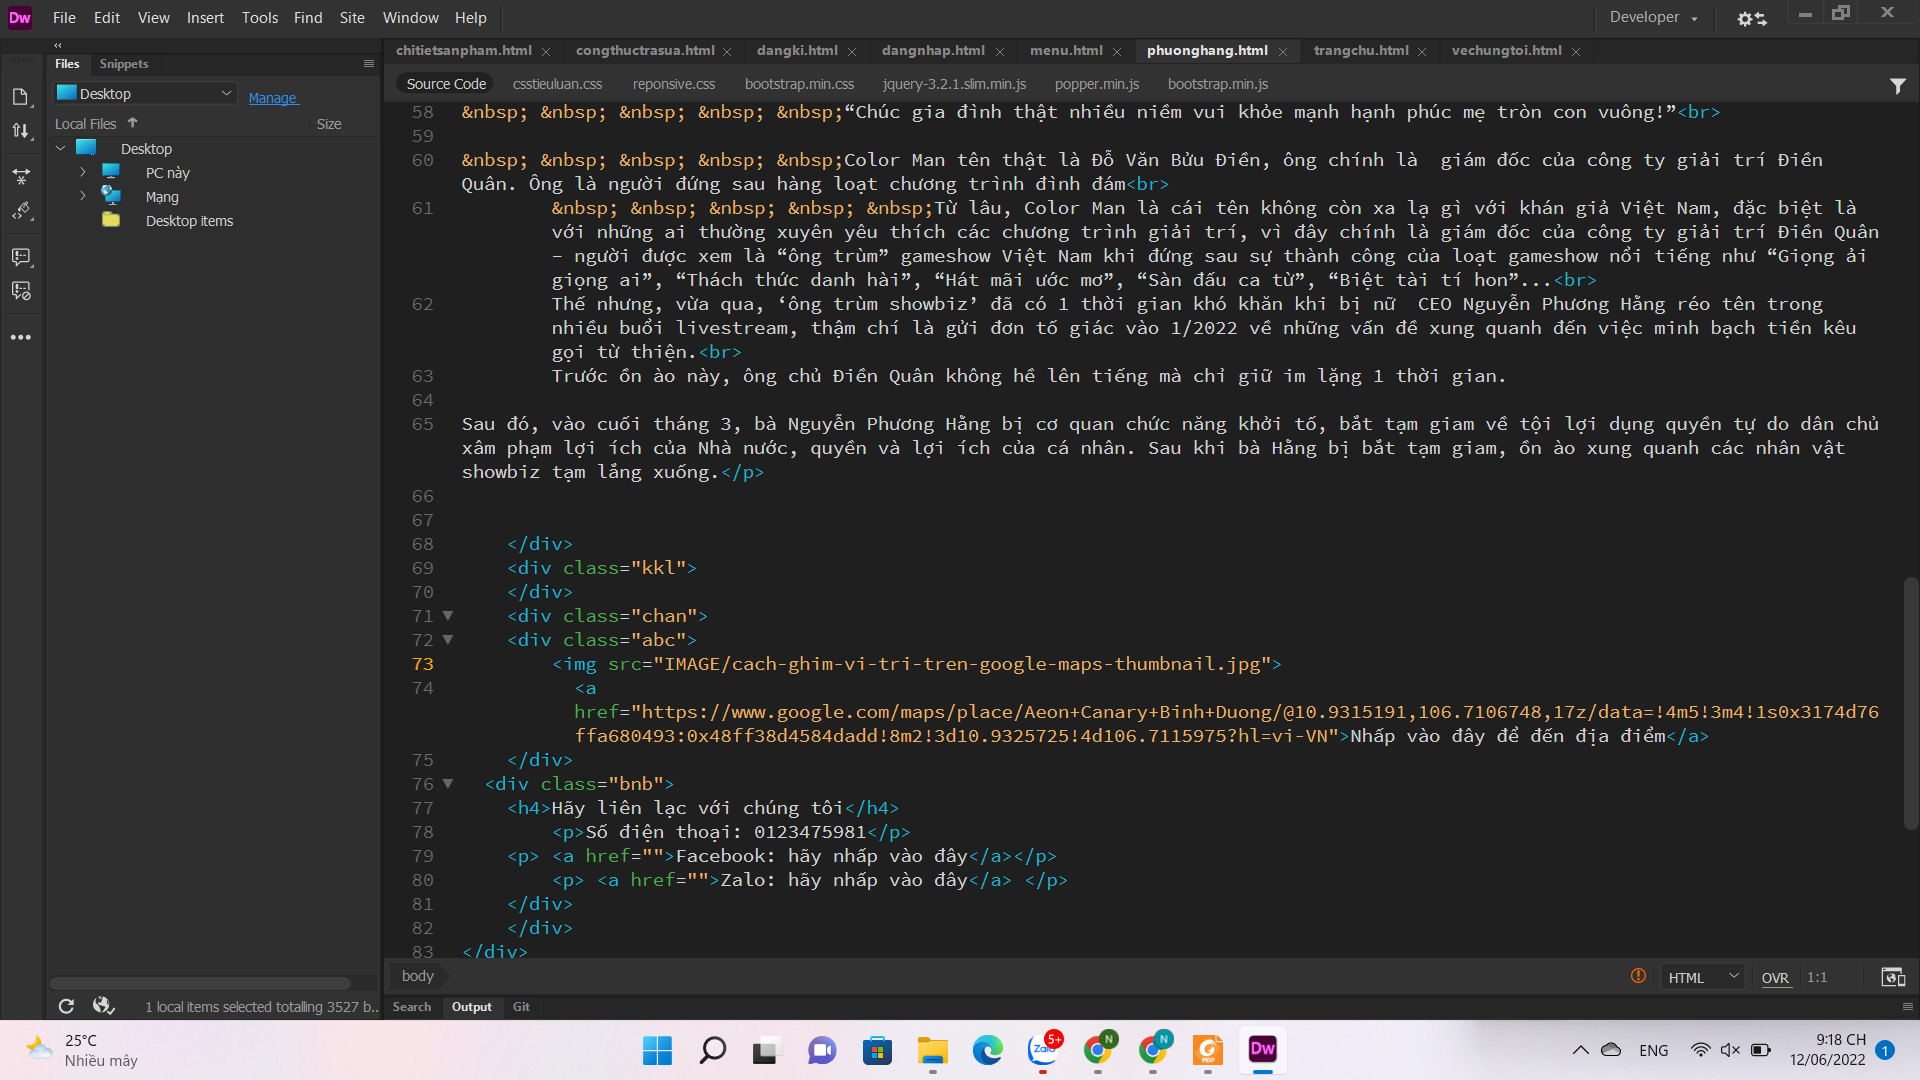 Dw File Edit View Insert Tools Find Site Window Help Developer
Files Snippets
Desktop Manage
Local Files Size
Desktop
PC này
Mạng
Desktop items
1 local items selected totalling 3527 b...
chitietsanpham.html congthuctrasua.html dangki.html dangnhap.html menu.html phuonghang.html trangchu.html vechungtoi.html
Source Code csstieuluan.css reponsive.css bootstrap.min.css jquery-3.2.1.slim.min.js popper.min.js bootstrap.min.js
58 &nbsp; &nbsp; &nbsp; &nbsp; &nbsp;“Chúc gia đình thật nhiều niềm vui khỏe mạnh hạnh phúc mẹ tròn con vuông!”<br>
59
60 &nbsp; &nbsp; &nbsp; &nbsp; &nbsp;Color Man tên thật là Đỗ Văn Bửu Điền, ông chính là  giám đốc của công ty giải trí Điền
Quân. Ông là người đứng sau hàng loạt chương trình đình đám<br>
61 &nbsp; &nbsp; &nbsp; &nbsp; &nbsp;Từ lâu, Color Man là cái tên không còn xa lạ gì với khán giả Việt Nam, đặc biệt là
với những ai thường xuyên yêu thích các chương trình giải trí, vì đây chính là giám đốc của công ty giải trí Điền Quân
– người được xem là “ông trùm” gameshow Việt Nam khi đứng sau sự thành công của loạt gameshow nổi tiếng như “Giọng ải
giọng ai”, “Thách thức danh hài”, “Hát mãi ước mơ”, “Sàn đấu ca từ”, “Biệt tài tí hon”...<br>
62 Thế nhưng, vừa qua, ‘ông trùm showbiz’ đã có 1 thời gian khó khăn khi bị nữ  CEO Nguyễn Phương Hằng réo tên trong
nhiều buổi livestream, thậm chí là gửi đơn tố giác vào 1/2022 về những vấn đề xung quanh đến việc minh bạch tiền kêu
gọi từ thiện.<br>
63 Trước ồn ào này, ông chủ Điền Quân không hề lên tiếng mà chỉ giữ im lặng 1 thời gian.
64
65 Sau đó, vào cuối tháng 3, bà Nguyễn Phương Hằng bị cơ quan chức năng khởi tố, bắt tạm giam về tội lợi dụng quyền tự do dân chủ
xâm phạm lợi ích của Nhà nước, quyền và lợi ích của cá nhân. Sau khi bà Hằng bị bắt tạm giam, ồn ào xung quanh các nhân vật
showbiz tạm lắng xuống.</p>
66
67
68 </div>
69 <div class="kkl">
70 </div>
71 <div class="chan">
72 <div class="abc">
73 <img src="IMAGE/cach-ghim-vi-tri-tren-google-maps-thumbnail.jpg">
74 <a
href="https://www.google.com/maps/place/Aeon+Canary+Binh+Duong/@10.9315191,106.7106748,17z/data=!4m5!3m4!1s0x3174d76
ffa680493:0x48ff38d4584dadd!8m2!3d10.9325725!4d106.7115975?hl=vi-VN">Nhấp vào đây để đến địa điểm</a>
75 </div>
76 <div class="bnb">
77 <h4>Hãy liên lạc với chúng tôi</h4>
78 <p>Số điện thoại: 0123475981</p>
79 <p> <a href="">Facebook: hãy nhấp vào đây</a></p>
80 <p> <a href="">Zalo: hãy nhấp vào đây</a> </p>
81 </div>
82 </div>
83 </div>
body HTML OVR 1:1
Search Output Git
25°C
Nhiều mây
Zalo 5+ N N PDF Dw
ENG
9:18 CH
12/06/2022
1